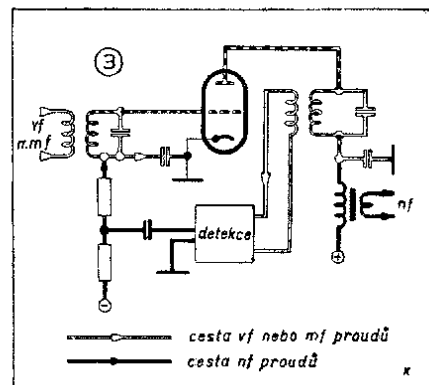 3
vf
n. mf
nf
detekce
+
−
cesta vf nebo mf proudů
cesta nf proudů
x